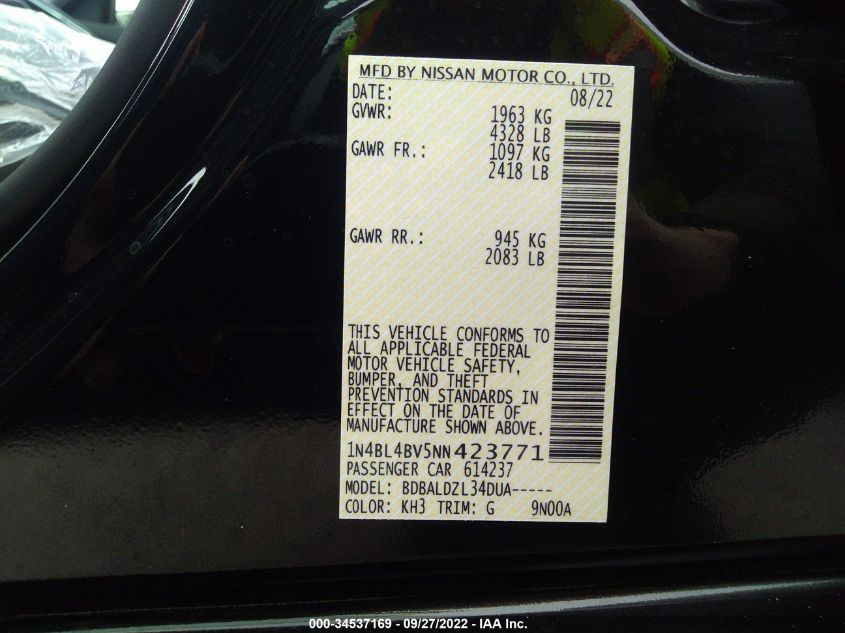 MFD BY NISSAN MOTOR CO., LTD.
DATE: 08/22
GVWR: 1963 KG
4328 LB
GAWR FR.: 1097 KG
2418 LB
GAWR RR.: 945 KG
2083 LB
THIS VEHICLE CONFORMS TO
ALL APPLICABLE FEDERAL
MOTOR VEHICLE SAFETY,
BUMPER, AND THEFT
PREVENTION STANDARDS IN
EFFECT ON THE DATE OF
MANUFACTURE SHOWN ABOVE.
1N4BL4BV5NN423771
PASSENGER CAR 614237
MODEL: BDBALDZL34DUA-----
COLOR: KH3 TRIM: G 9N00A
000-34537169 - 09/27/2022 - IAA Inc.